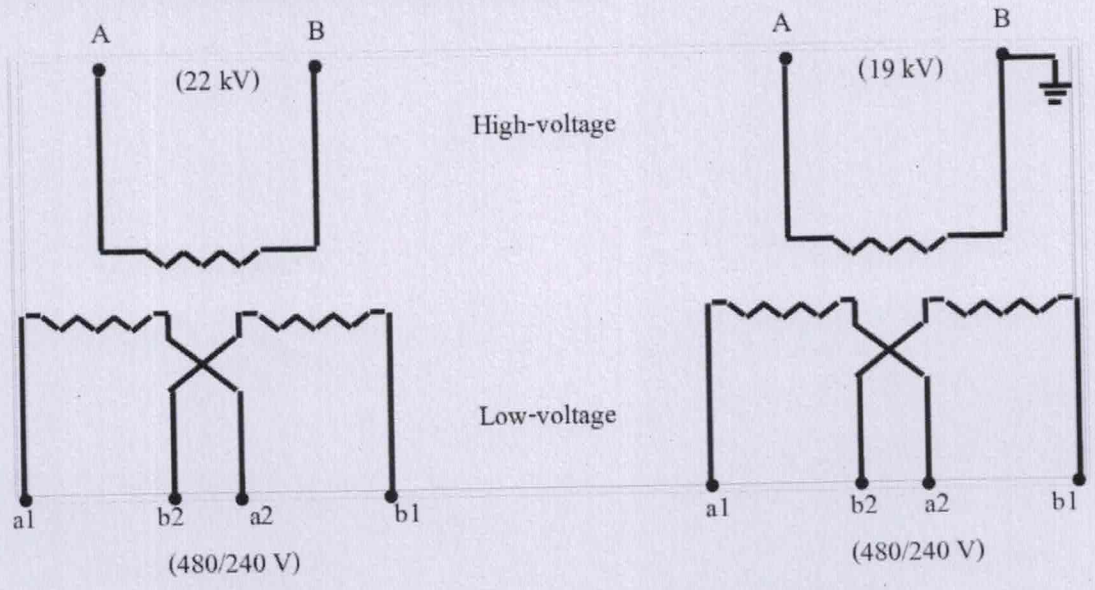 A B A B
(22 kV) (19 kV)
High-voltage
Low-voltage
a1 b2 a2 b1 a1 b2 a2 b1
(480/240 V) (480/240 V)